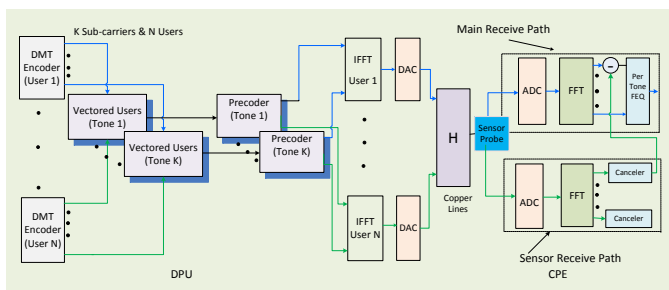 K Sub-carriers & N Users
Main Receive Path
DMT
Encoder
(User 1)
Vectored Users
(Tone 1)
Vectored Users
(Tone K)
Precoder
(Tone 1)
Precoder
(Tone K)
IFFT
User 1
DAC
H
Sensor
Probe
ADC
FFT
Per
Tone
FEQ
Copper
Lines
DMT
Encoder
(User N)
IFFT
User N
DAC
ADC
FFT
Canceler
Canceler
Sensor Receive Path
DPU
CPE